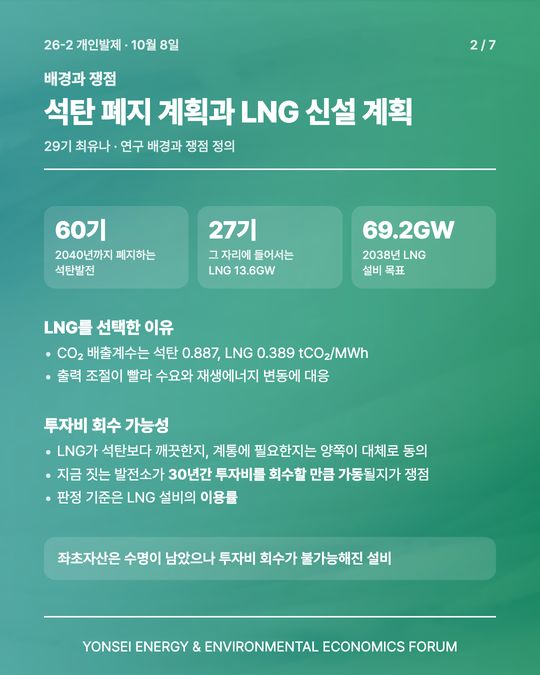 26-2 개인발제 · 10월 8일
2 / 7
배경과 쟁점
석탄 폐지 계획과 LNG 신설 계획
29기 최유나 · 연구 배경과 쟁점 정의
60기
2040년까지 폐지하는
석탄발전
27기
그 자리에 들어서는
LNG 13.6GW
69.2GW
2038년 LNG
설비 목표
LNG를 선택한 이유
• CO₂ 배출계수는 석탄 0.887, LNG 0.389 tCO₂/MWh
• 출력 조절이 빨라 수요와 재생에너지 변동에 대응
투자비 회수 가능성
• LNG가 석탄보다 깨끗한지, 계통에 필요한지는 양쪽이 대체로 동의
• 지금 짓는 발전소가 30년간 투자비를 회수할 만큼 가동될지가 쟁점
• 판정 기준은 LNG 설비의 이용률
좌초자산은 수명이 남았으나 투자비 회수가 불가능해진 설비
YONSEI ENERGY & ENVIRONMENTAL ECONOMICS FORUM